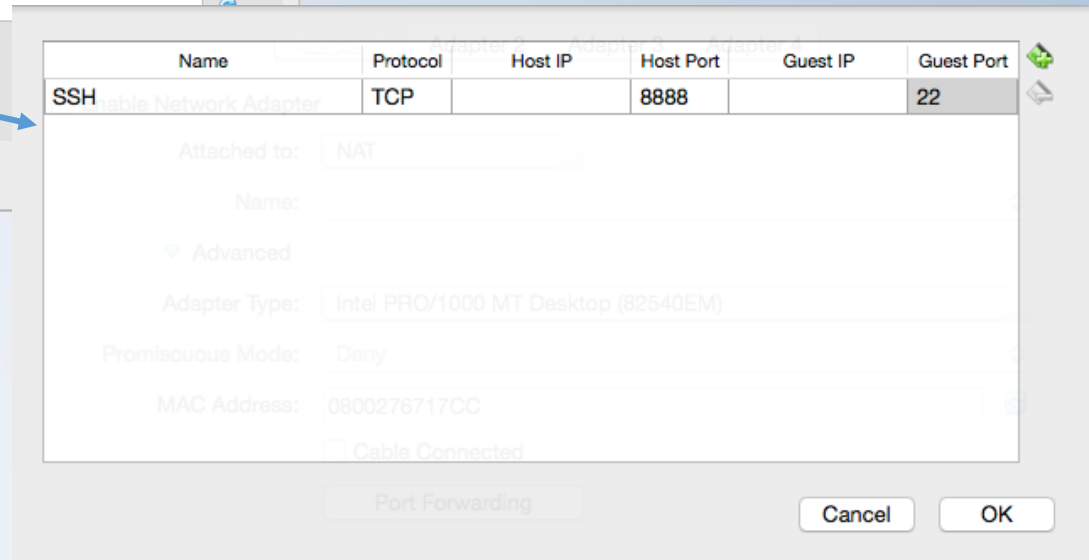 Adapter 2 Adapter 3 Adapter 4
Name Protocol Host IP Host Port Guest IP Guest Port
SSH TCP 8888 22
Enable Network Adapter
Attached to: NAT
Name:
Advanced
Adapter Type: Intel PRO/1000 MT Desktop (82540EM)
Promiscuous Mode: Deny
MAC Address: 0800276717CC
Cable Connected
Port Forwarding
Cancel OK